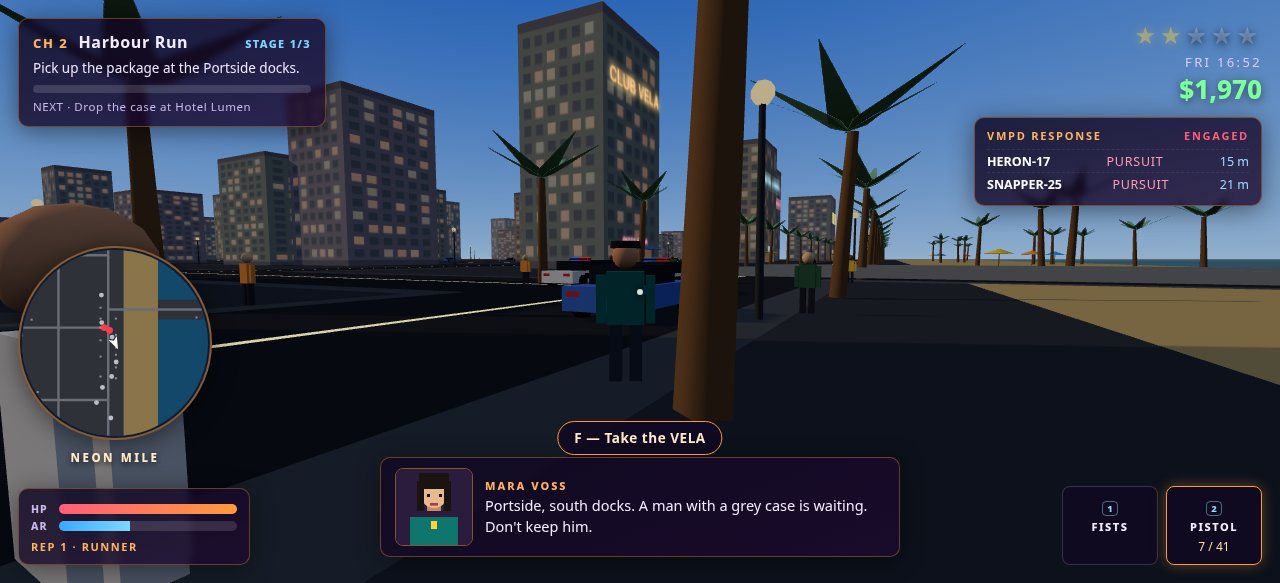 CH 2 Harbour Run STAGE 1/3
Pick up the package at the Portside docks.
NEXT · Drop the case at Hotel Lumen
FRI 16:52
$1,970
VMPD RESPONSE ENGAGED
HERON-17 PURSUIT 15 m
SNAPPER-25 PURSUIT 21 m
CLUB VELA
NEON MILE
F — Take the VELA
MARA VOSS
Portside, south docks. A man with a grey case is waiting.
Don't keep him.
HP
AR
REP 1 · RUNNER
1
FISTS
2
PISTOL
7 / 41